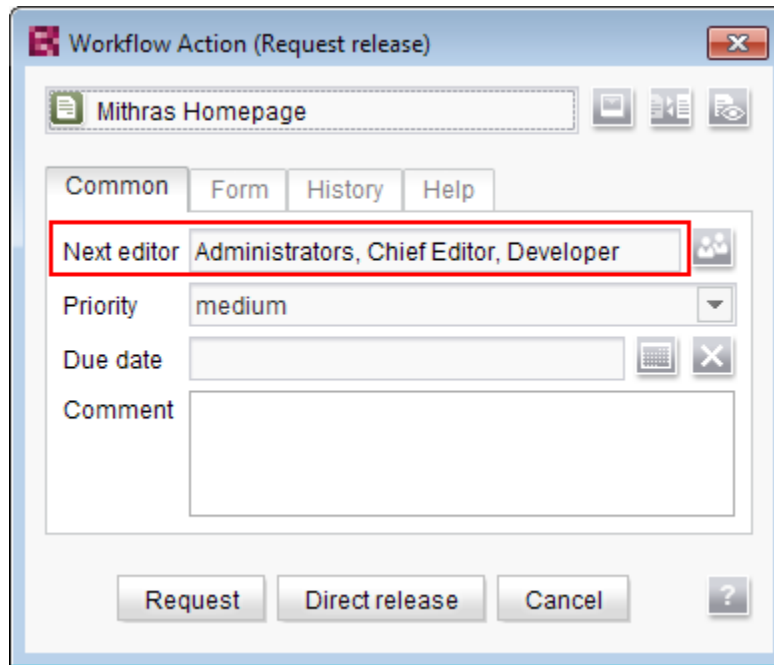 Workflow Action (Request release)
Mithras Homepage
Common Form History Help
Next editor Administrators, Chief Editor, Developer
Priority medium
Due date
Comment
Request Direct release Cancel ?